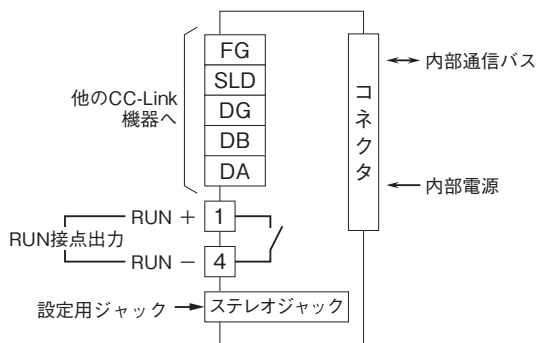 他のCC-Link
機器へ
FG
SLD
DG
DB
DA
コネクタ
内部通信バス
内部電源
RUN接点出力
RUN +
1
RUN −
4
設定用ジャック
ステレオジャック